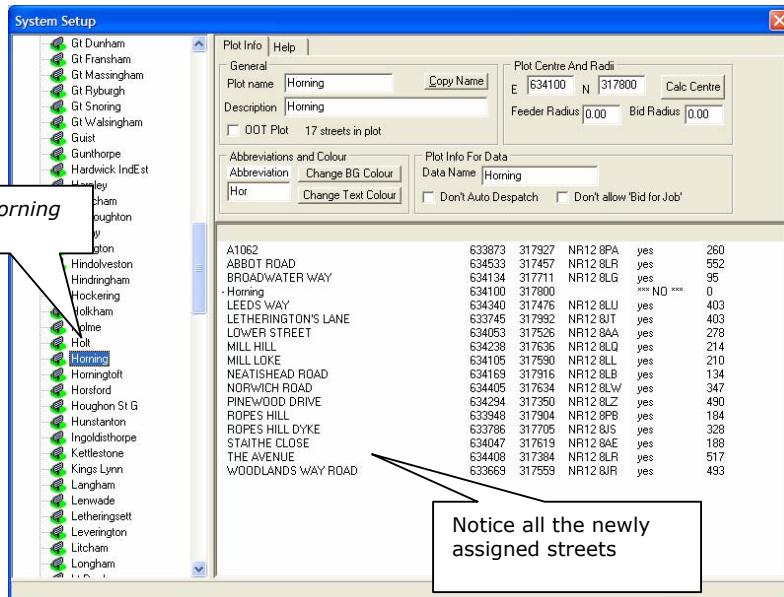 System Setup
Gt Dunham
Gt Fransham
Gt Massingham
Gt Ryburgh
Gt Snoring
Gt Walsingham
Guist
Gunthorpe
Hardwick IndEst
cham
oughton
gton
Hindolveston
Hindringham
Hockering
Holkham
Holme
Holt
Horning
Horningtoft
Horsford
Houghon St G
Hunstanton
Ingoldisthorpe
Kettlestone
Kings Lynn
Langham
Lenwade
Letheringsett
Leverington
Litcham
Longham
orning
Plot Info Help
General
Plot name Horning Copy Name
Description Horning
OOT Plot 17 streets in plot
Plot Centre And Radii
E 634100 N 317800 Calc Centre
Feeder Radius 0.00 Bid Radius 0.00
Abbreviations and Colour
Abbreviation Change BG Colour
Hor Change Text Colour
Plot Info For Data
Data Name Horning
Don't Auto Despatch Don't allow 'Bid for Job'
A1062 633873 317927 NR12 8PA yes 260
ABBOT ROAD 634533 317457 NR12 8LR yes 552
BROADWATER WAY 634134 317711 NR12 8LG yes 95
- Horning 634100 317800 *** NO *** 0
LEEDS WAY 634340 317476 NR12 8LU yes 403
LETHERINGTON'S LANE 633745 317992 NR12 8JT yes 403
LOWER STREET 634053 317526 NR12 8AA yes 278
MILL HILL 634238 317636 NR12 8LQ yes 214
MILL LOKE 634105 317590 NR12 8LL yes 210
NEATISHEAD ROAD 634169 317916 NR12 8LB yes 134
NORWICH ROAD 634405 317634 NR12 8LW yes 347
PINEWOOD DRIVE 634294 317350 NR12 8LZ yes 490
ROPES HILL 633948 317904 NR12 8PB yes 184
ROPES HILL DYKE 633786 317705 NR12 8JS yes 328
STAITHE CLOSE 634047 317619 NR12 8AE yes 188
THE AVENUE 634408 317384 NR12 8LR yes 517
WOODLANDS WAY ROAD 633669 317559 NR12 8JR yes 493
Notice all the newly
assigned streets